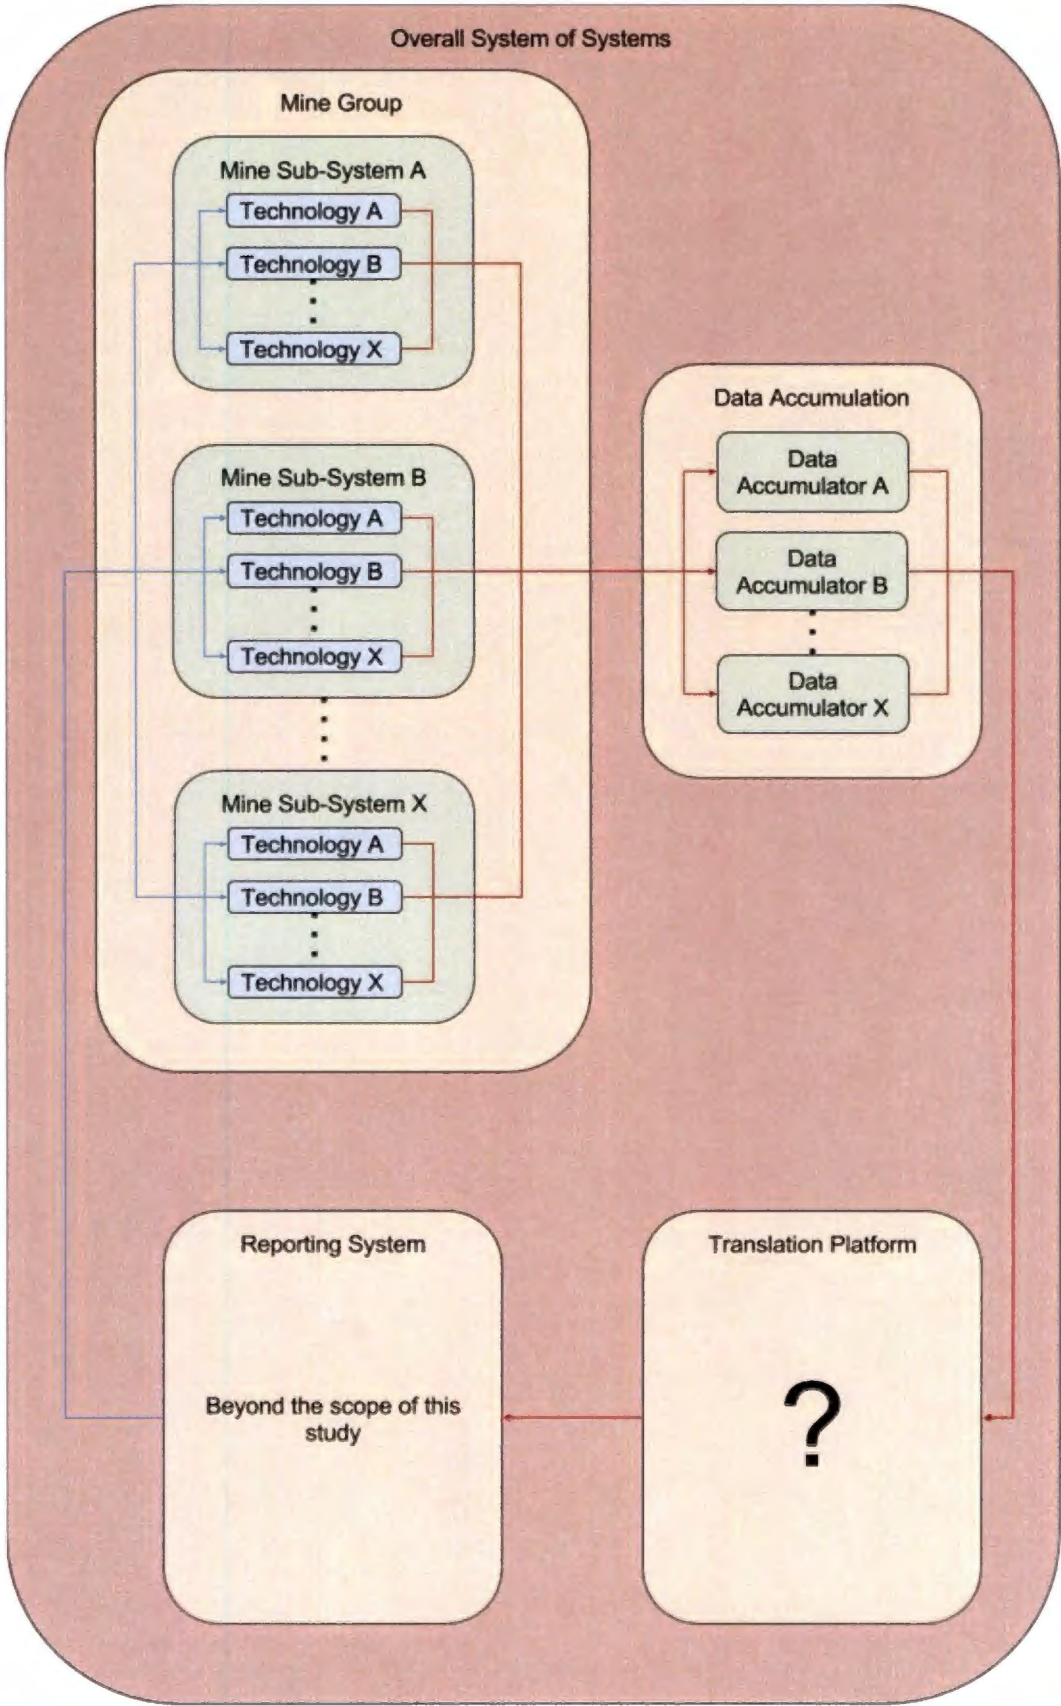 Overall System of Systems
Mine Group
Mine Sub-System A
Technology A
Technology B
Technology X
Mine Sub-System B
Technology A
Technology B
Technology X
Mine Sub-System X
Technology A
Technology B
Technology X
Data Accumulation
Data
Accumulator A
Data
Accumulator B
Data
Accumulator X
Reporting System
Beyond the scope of this
study
Translation Platform
?